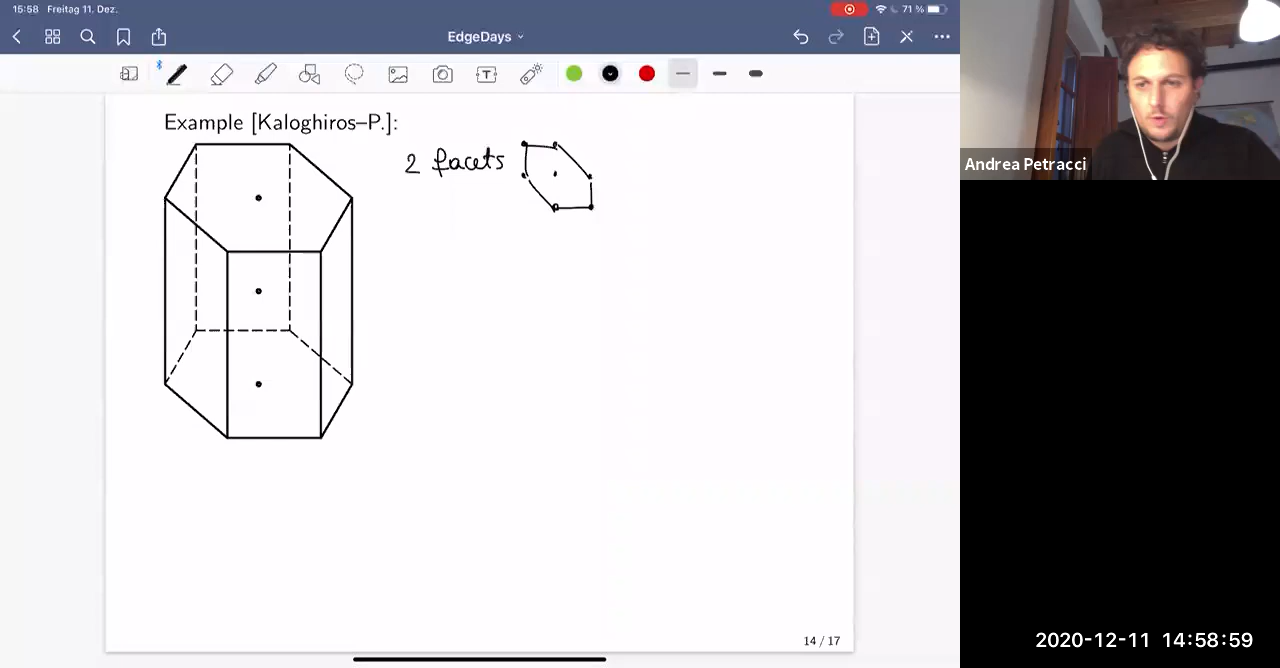 15:58 Freitag 11. Dez.
71 %
EdgeDays
T
Example [Kaloghiros–P.]:
2 facets
14 / 17
Andrea Petracci
2020-12-11 14:58:59